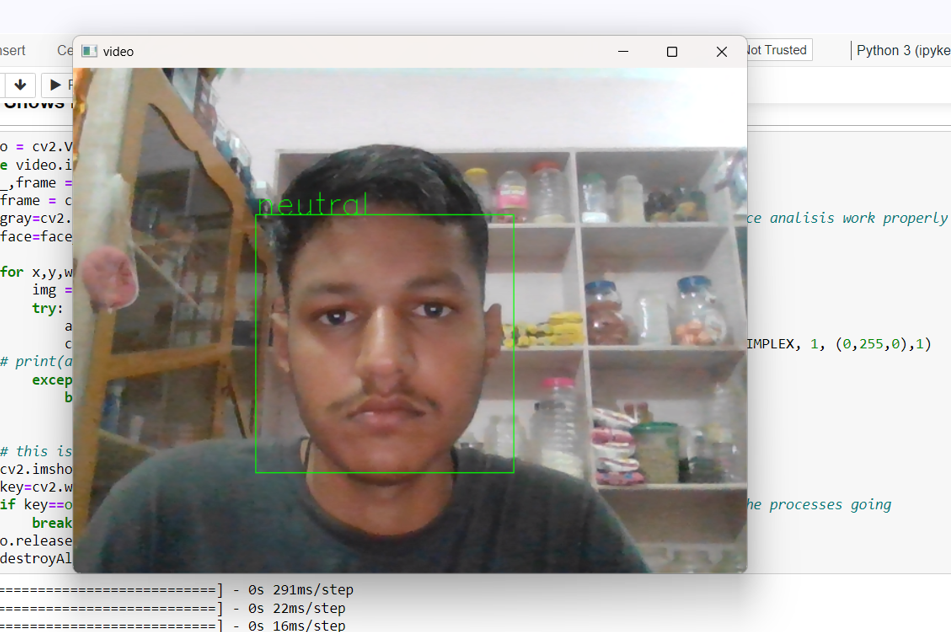 nsert
Ce
video
Not Trusted
Python 3 (ipyke
neutral
o = cv2.V
e video.i
_,frame =
frame = c
gray=cv2.
ce analisis work properly
face=face
for x,y,w
img =
try:
a
c
IMPLEX, 1, (0,255,0),1)
# print(a
excep
b
# this is
cv2.imsho
key=cv2.w
if key==o
he processes going
break
o.release
destroyAl
===========================] - 0s 291ms/step
===========================] - 0s 22ms/step
===========================] - 0s 16ms/step